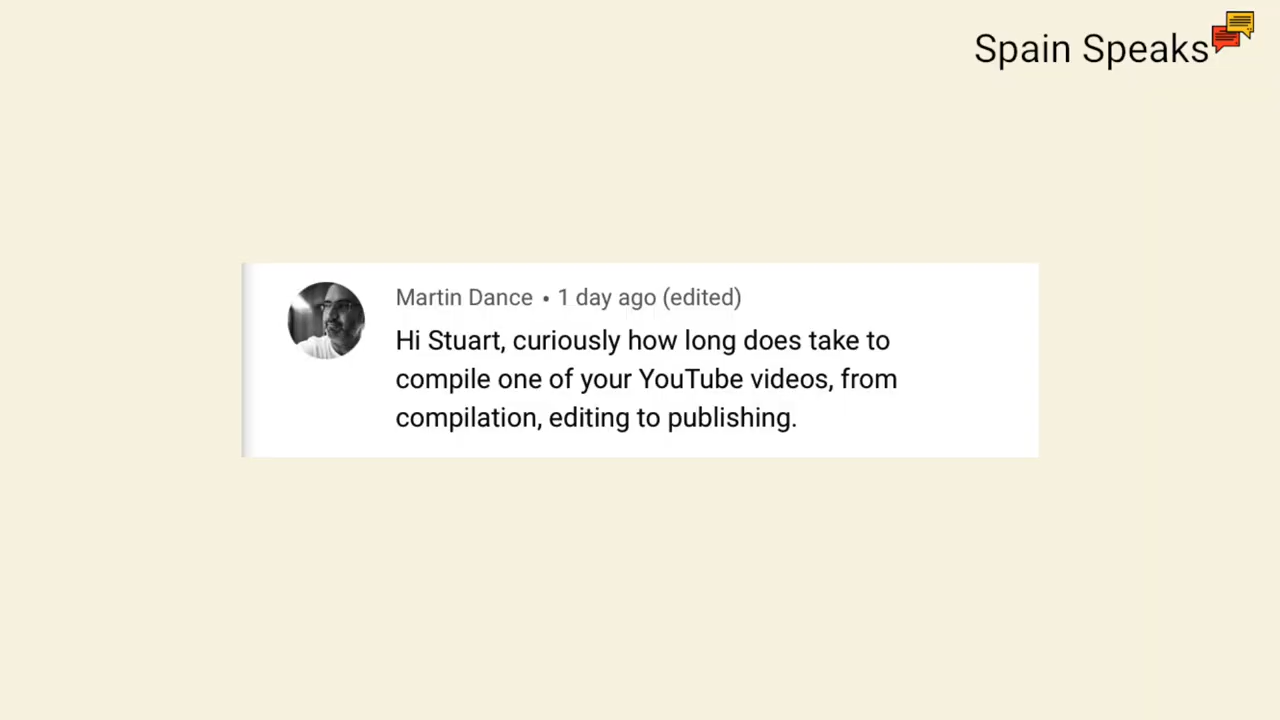 Spain Speaks
Martin Dance • 1 day ago (edited)
Hi Stuart, curiously how long does take to
compile one of your YouTube videos, from
compilation, editing to publishing.